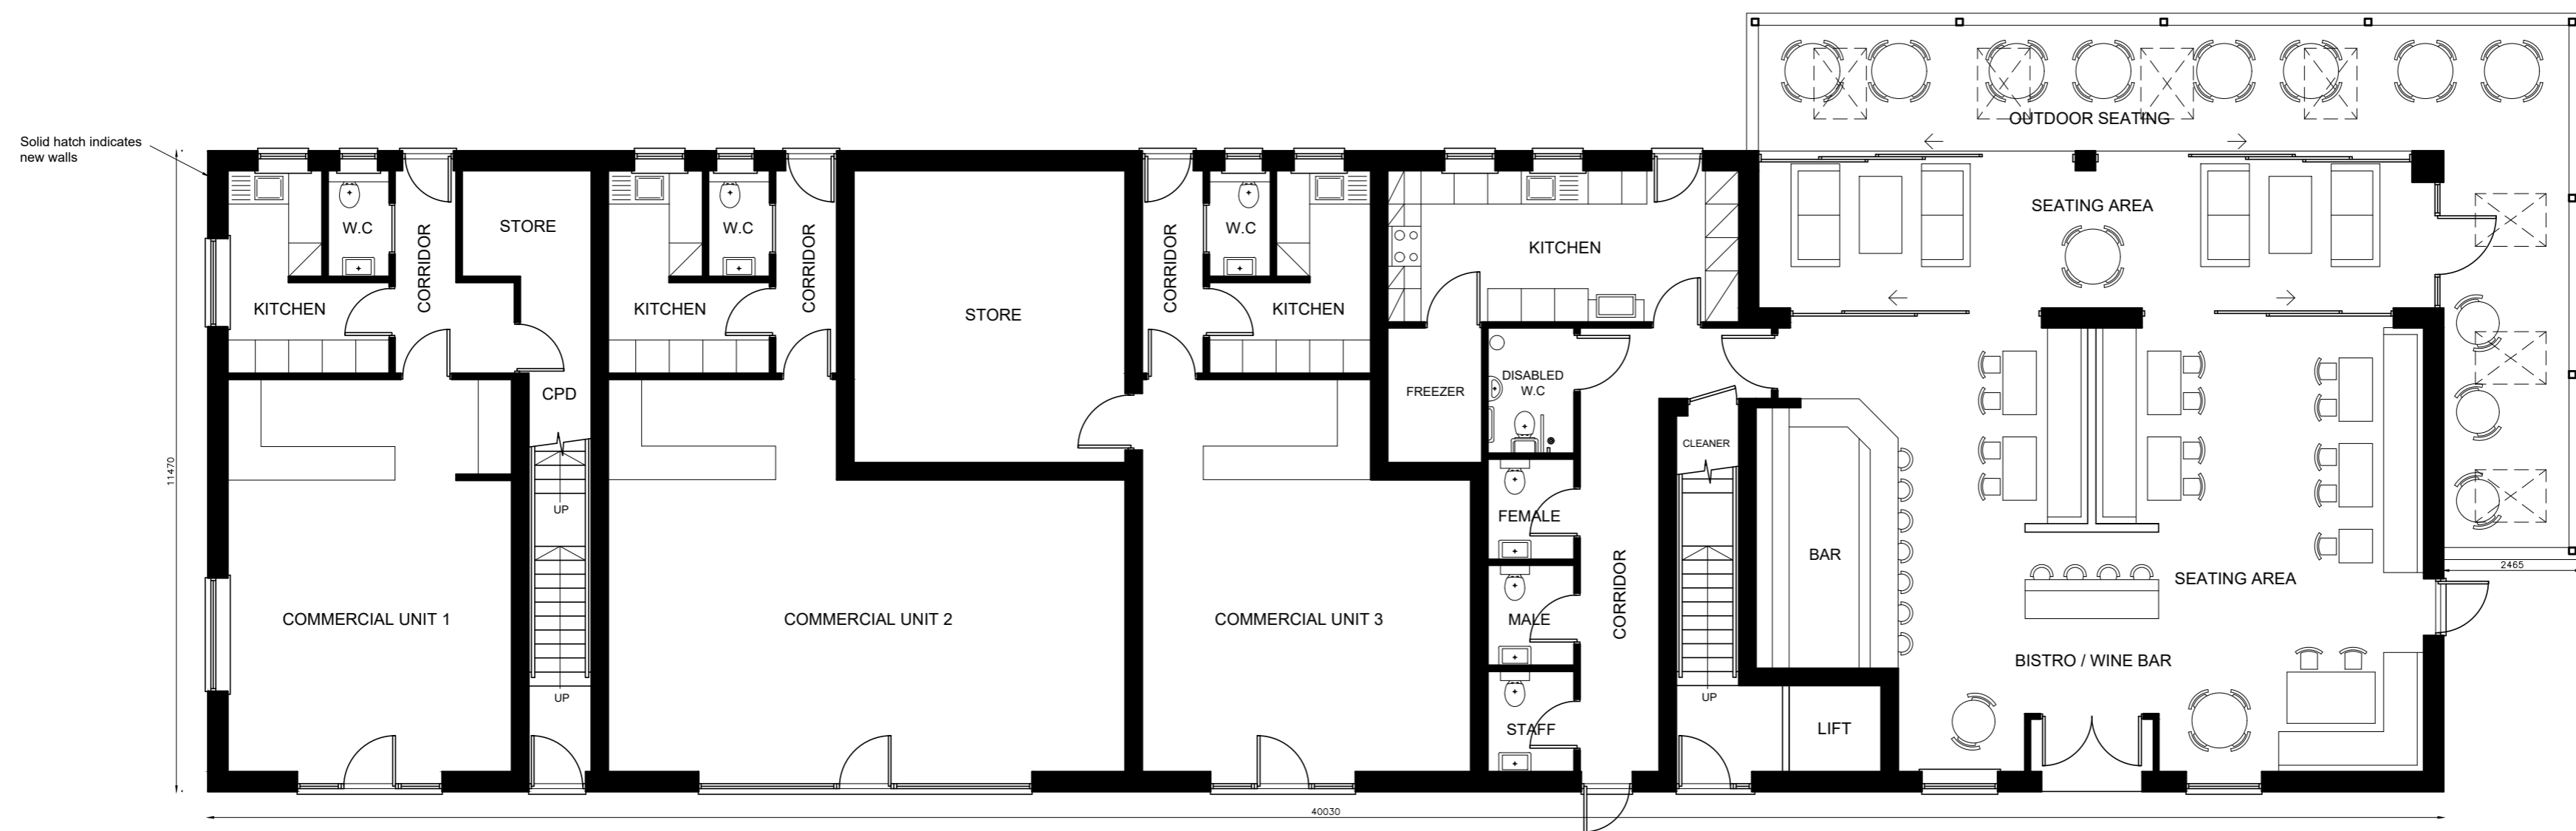 OUTDOOR SEATING
Solid hatch indicates
new walls
W.C
STORE
CORRIDOR
KITCHEN
W.C
CORRIDOR
KITCHEN
STORE
CORRIDOR
W.C
KITCHEN
KITCHEN
SEATING AREA
CPD
FREEZER
DISABLED
W.C
CLEANER
11470
UP
FEMALE
BAR
SEATING AREA
2465
CORRIDOR
COMMERCIAL UNIT 1
COMMERCIAL UNIT 2
COMMERCIAL UNIT 3
MALE
BISTRO / WINE BAR
UP
UP
STAFF
LIFT
40030